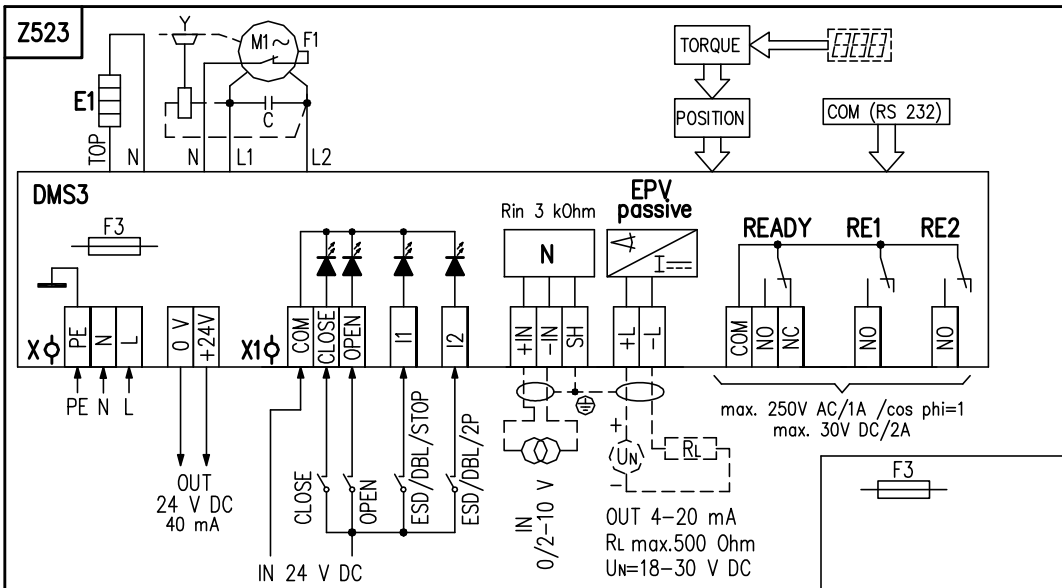 Z523
Y
M1 ~
F1
E1
C
TOP
N
N
L1
L2
TORQUE
POSITION
COM (RS 232)
DMS3
F3
Rin 3 kOhm
N
EPV
passive
I
READY
RE1
RE2
X
PE
N
L
0 V
+24V
X1
COM
CLOSE
OPEN
I1
I2
+IN
-IN
SH
+L
-L
COM
NO
NC
NO
NO
PE N L
OUT
24 V DC
40 mA
CLOSE
OPEN
ESD/DBL/STOP
ESD/DBL/2P
IN 24 V DC
IN
0/2-10 V
+
UN
-
RL
OUT 4-20 mA
RL max.500 Ohm
UN=18-30 V DC
max. 250V AC/1A /cos phi=1
max. 30V DC/2A
F3